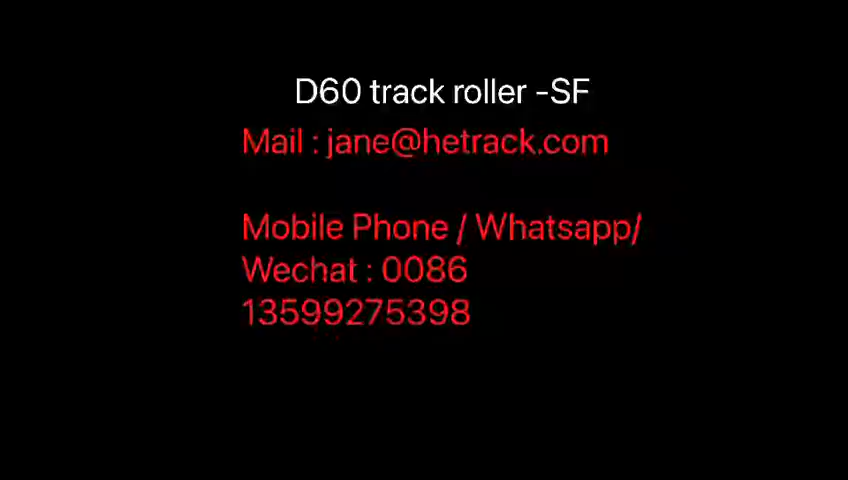 D60 track roller -SF
Mail : jane@hetrack.com
Mobile Phone / Whatsapp/
Wechat : 0086
13599275398